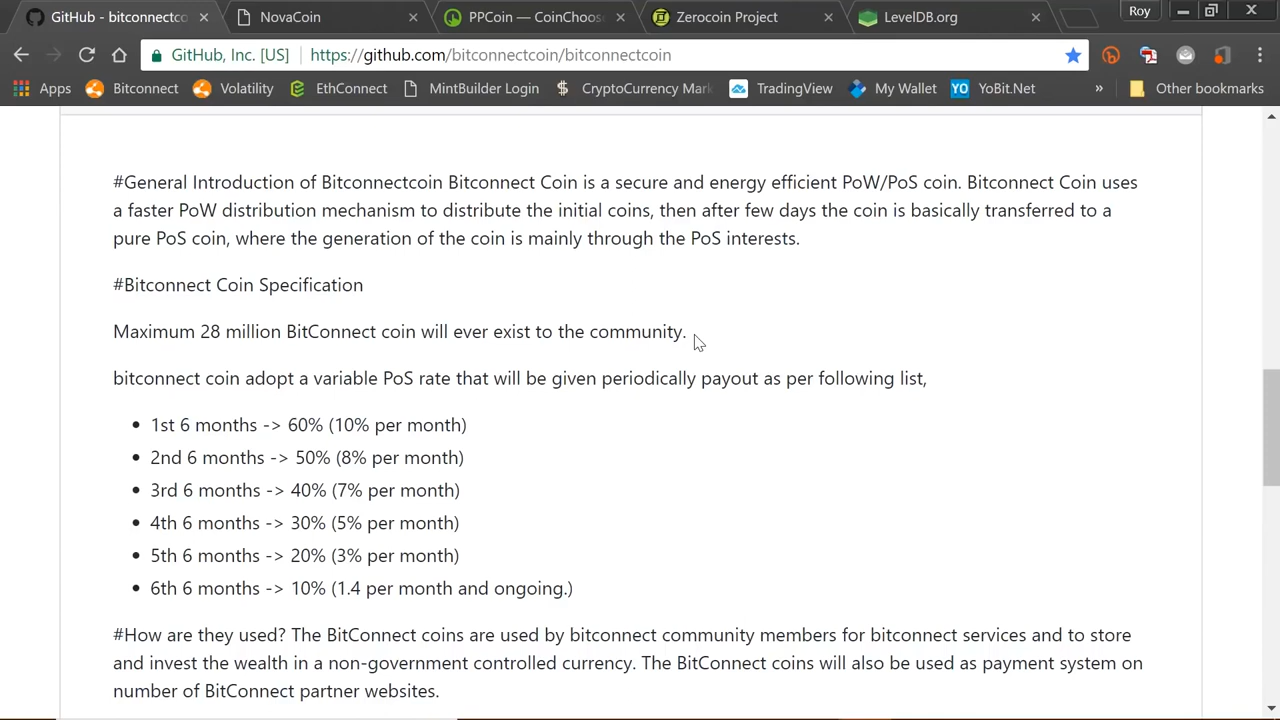 GitHub - bitconnectco
NovaCoin
PPCoin — CoinChoos
Zerocoin Project
LevelDB.org
Roy
GitHub, Inc. [US]
https://github.com/bitconnectcoin/bitconnectcoin
Apps
Bitconnect
Volatility
EthConnect
MintBuilder Login
$ CryptoCurrency Mark
TradingView
My Wallet
YO YoBit.Net
»
Other bookmarks
#General Introduction of Bitconnectcoin Bitconnect Coin is a secure and energy efficient PoW/PoS coin. Bitconnect Coin uses
a faster PoW distribution mechanism to distribute the initial coins, then after few days the coin is basically transferred to a
pure PoS coin, where the generation of the coin is mainly through the PoS interests.
#Bitconnect Coin Specification
Maximum 28 million BitConnect coin will ever exist to the community.
bitconnect coin adopt a variable PoS rate that will be given periodically payout as per following list,
• 1st 6 months -> 60% (10% per month)
• 2nd 6 months -> 50% (8% per month)
• 3rd 6 months -> 40% (7% per month)
• 4th 6 months -> 30% (5% per month)
• 5th 6 months -> 20% (3% per month)
• 6th 6 months -> 10% (1.4 per month and ongoing.)
#How are they used? The BitConnect coins are used by bitconnect community members for bitconnect services and to store
and invest the wealth in a non-government controlled currency. The BitConnect coins will also be used as payment system on
number of BitConnect partner websites.